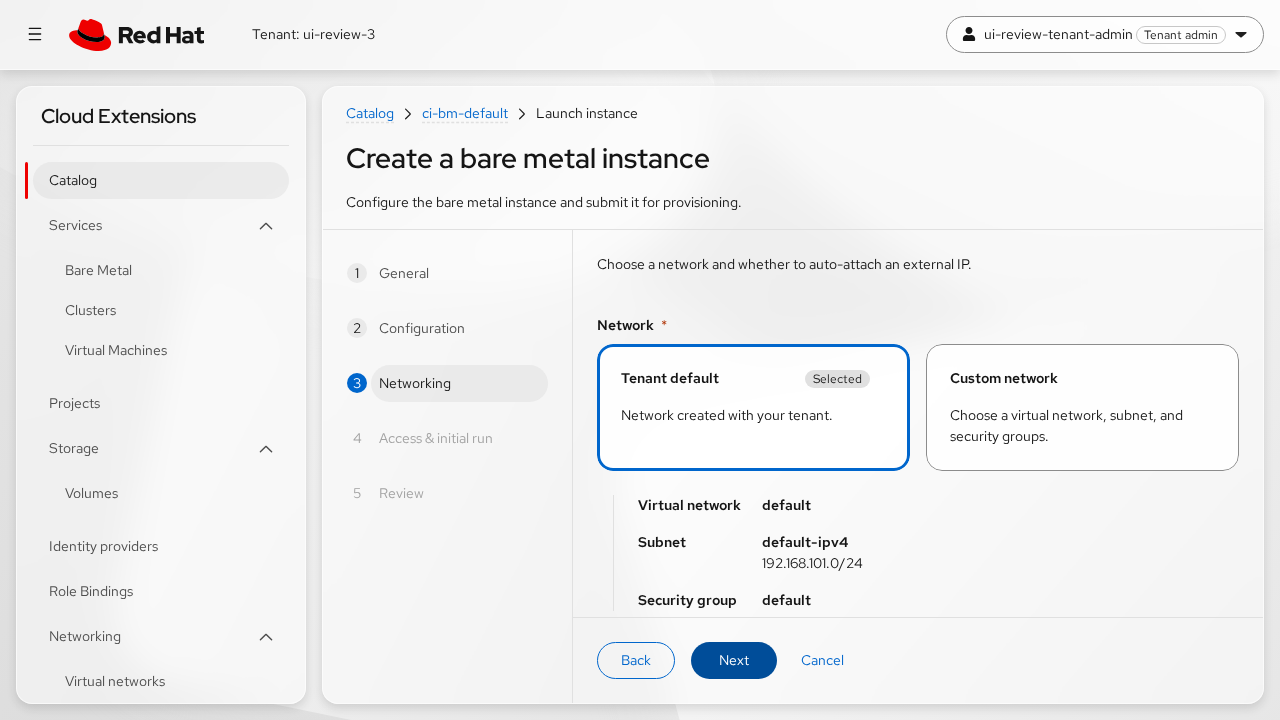 Red Hat
Tenant: ui-review-3
ui-review-tenant-admin Tenant admin
Cloud Extensions
Catalog
Services
Bare Metal
Clusters
Virtual Machines
Projects
Storage
Volumes
Identity providers
Role Bindings
Networking
Virtual networks
Catalog > ci-bm-default > Launch instance
Create a bare metal instance
Configure the bare metal instance and submit it for provisioning.
1 General
2 Configuration
3 Networking
4 Access & initial run
5 Review
Choose a network and whether to auto-attach an external IP.
Network *
Tenant default Selected
Network created with your tenant.
Custom network
Choose a virtual network, subnet, and
security groups.
Virtual network default
Subnet default-ipv4
192.168.101.0/24
Security group default
Back Next Cancel